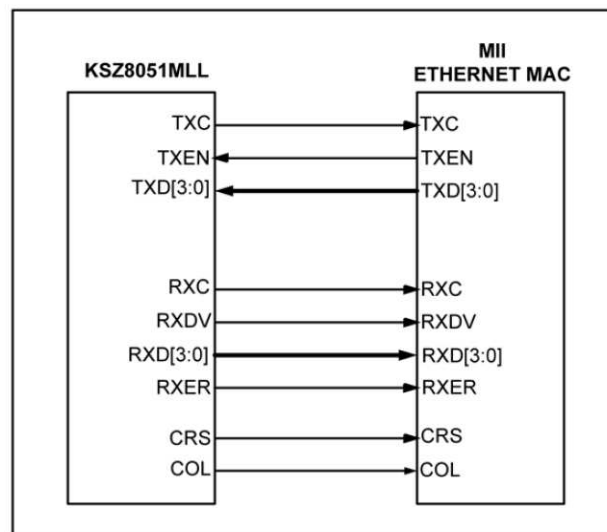 KSZ8051MLL
MII
ETHERNET MAC
TXC
TXC
TXEN
TXEN
TXD[3:0]
TXD[3:0]
RXC
RXC
RXDV
RXDV
RXD[3:0]
RXD[3:0]
RXER
RXER
CRS
CRS
COL
COL